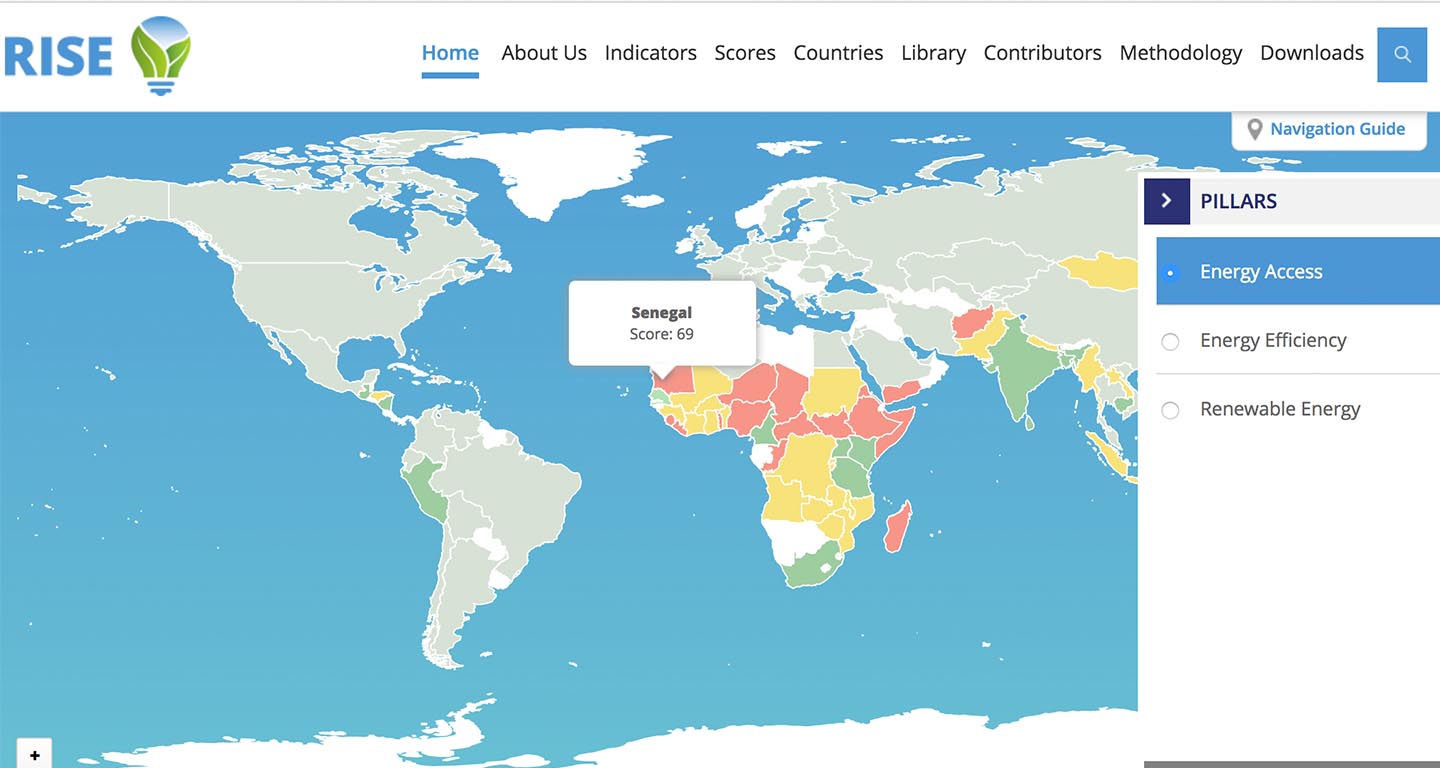 RISE
Home About Us Indicators Scores Countries Library Contributors Methodology Downloads
Navigation Guide
PILLARS
Energy Access
Senegal
Score: 69
Energy Efficiency
Renewable Energy
+